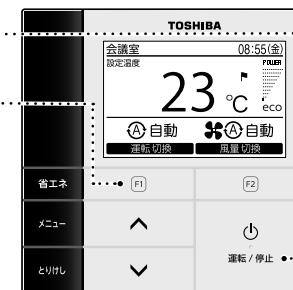 TOSHIBA
会議室 08:55(金)
設定温度 POWER
23 °C eco
Ⓐ自動 Ⓐ自動
運転切換 風量切換
省エネ F1 F2
メニュー
運転 / 停止
とりけし